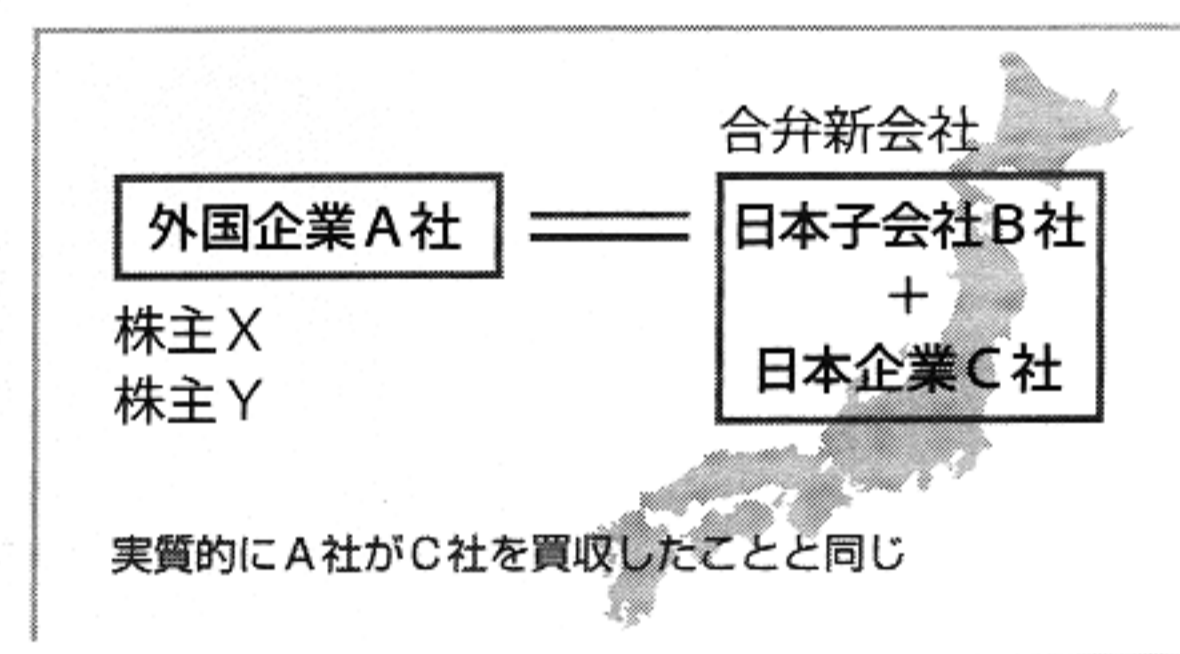 合弁新会社
外国企業A社
日本子会社B社
+
日本企業C社
株主X
株主Y
実質的にA社がC社を買収したことと同じ